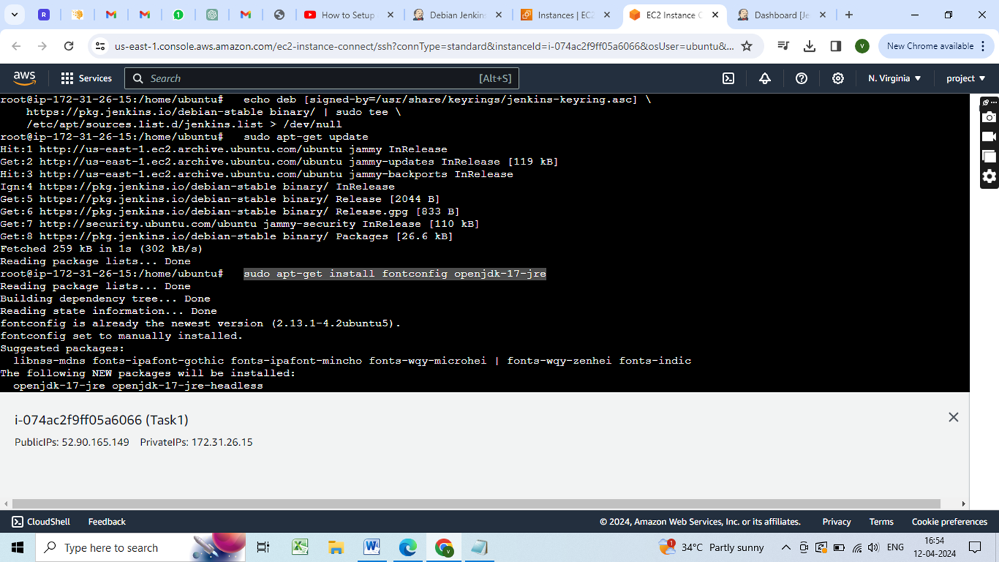 R
1
How to Setup
Debian Jenkins
Instances | EC2
EC2 Instance C
Dashboard [Je
us-east-1.console.aws.amazon.com/ec2-instance-connect/ssh?connType=standard&instanceId=i-074ac2f9ff05a6066&osUser=ubuntu&...
V
New Chrome available
aws
Services
Search
[Alt+S]
N. Virginia
project
root@ip-172-31-26-15:/home/ubuntu#   echo deb [signed-by=/usr/share/keyrings/jenkins-keyring.asc] \
    https://pkg.jenkins.io/debian-stable binary/ | sudo tee \
    /etc/apt/sources.list.d/jenkins.list > /dev/null
root@ip-172-31-26-15:/home/ubuntu#   sudo apt-get update
Hit:1 http://us-east-1.ec2.archive.ubuntu.com/ubuntu jammy InRelease
Get:2 http://us-east-1.ec2.archive.ubuntu.com/ubuntu jammy-updates InRelease [119 kB]
Hit:3 http://us-east-1.ec2.archive.ubuntu.com/ubuntu jammy-backports InRelease
Ign:4 https://pkg.jenkins.io/debian-stable binary/ InRelease
Get:5 https://pkg.jenkins.io/debian-stable binary/ Release [2044 B]
Get:6 https://pkg.jenkins.io/debian-stable binary/ Release.gpg [833 B]
Get:7 http://security.ubuntu.com/ubuntu jammy-security InRelease [110 kB]
Get:8 https://pkg.jenkins.io/debian-stable binary/ Packages [26.6 kB]
Fetched 259 kB in 1s (302 kB/s)
Reading package lists... Done
root@ip-172-31-26-15:/home/ubuntu#   sudo apt-get install fontconfig openjdk-17-jre
Reading package lists... Done
Building dependency tree... Done
Reading state information... Done
fontconfig is already the newest version (2.13.1-4.2ubuntu5).
fontconfig set to manually installed.
Suggested packages:
  libnss-mdns fonts-ipafont-gothic fonts-ipafont-mincho fonts-wqy-microhei | fonts-wqy-zenhei fonts-indic
The following NEW packages will be installed:
  openjdk-17-jre openjdk-17-jre-headless
i-074ac2f9ff05a6066 (Task1)
PublicIPs: 52.90.165.149   PrivateIPs: 172.31.26.15
CloudShell
Feedback
© 2024, Amazon Web Services, Inc. or its affiliates.
Privacy
Terms
Cookie preferences
Type here to search
1
34°C Partly sunny
ENG
16:54
12-04-2024